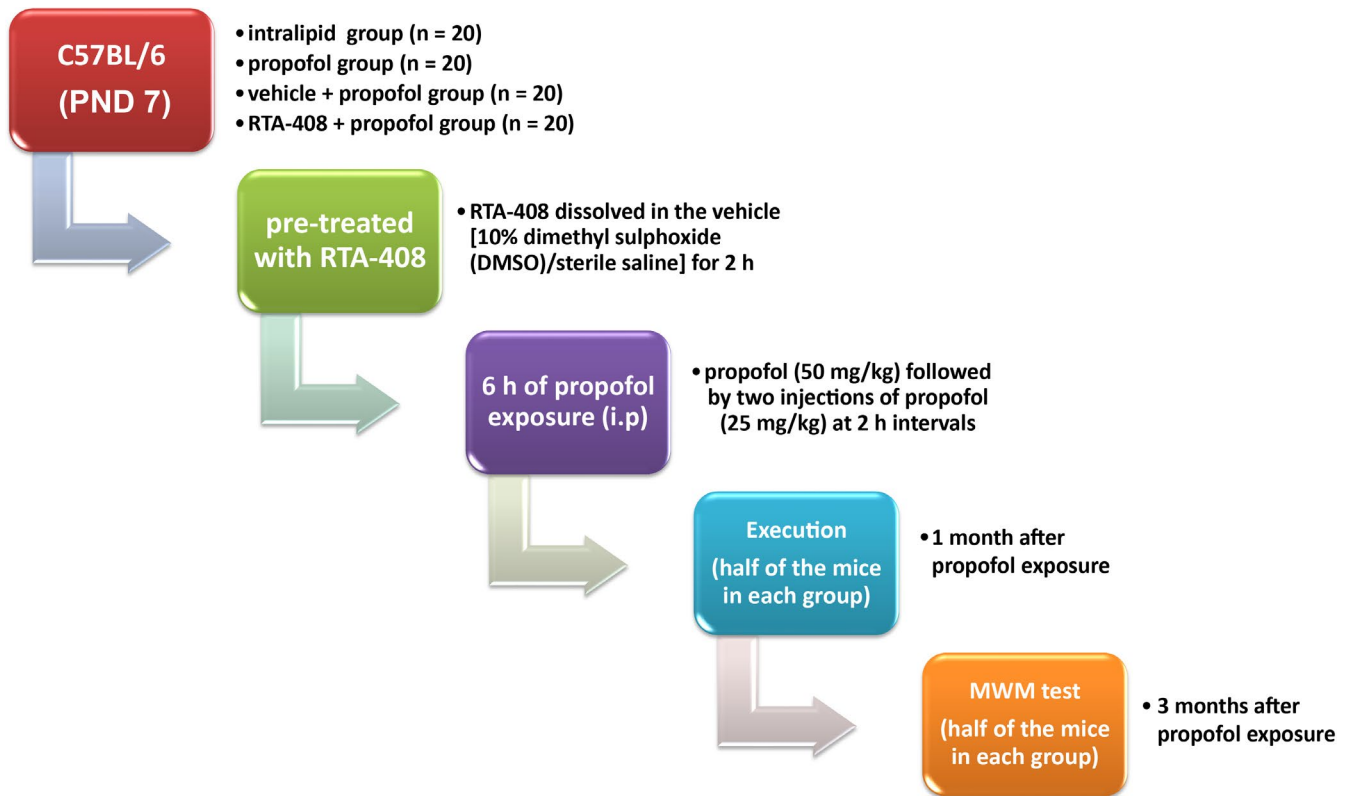 C57BL/6
(PND 7)
• intralipid group (n = 20)
• propofol group (n = 20)
• vehicle + propofol group (n = 20)
• RTA-408 + propofol group (n = 20)
pre-treated
with RTA-408
• RTA-408 dissolved in the vehicle
[10% dimethyl sulphoxide
(DMSO)/sterile saline] for 2 h
6 h of propofol
exposure (i.p)
• propofol (50 mg/kg) followed
by two injections of propofol
(25 mg/kg) at 2 h intervals
Execution
(half of the mice
in each group)
• 1 month after
propofol exposure
MWM test
(half of the mice
in each group)
• 3 months after
propofol exposure